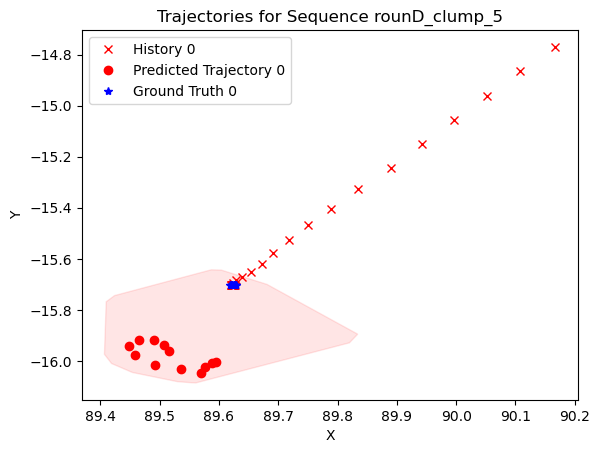 Trajectories for Sequence rounD_clump_5
History 0
Predicted Trajectory 0
Ground Truth 0
Y
−14.8
−15.0
−15.2
−15.4
−15.6
−15.8
−16.0
89.4 89.5 89.6 89.7 89.8 89.9 90.0 90.1 90.2
X